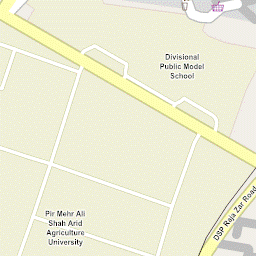 Divisional
Public Model
School
Pir Mehr Ali
Shah Arid
Agriculture
University
DSP Raja Zar Road